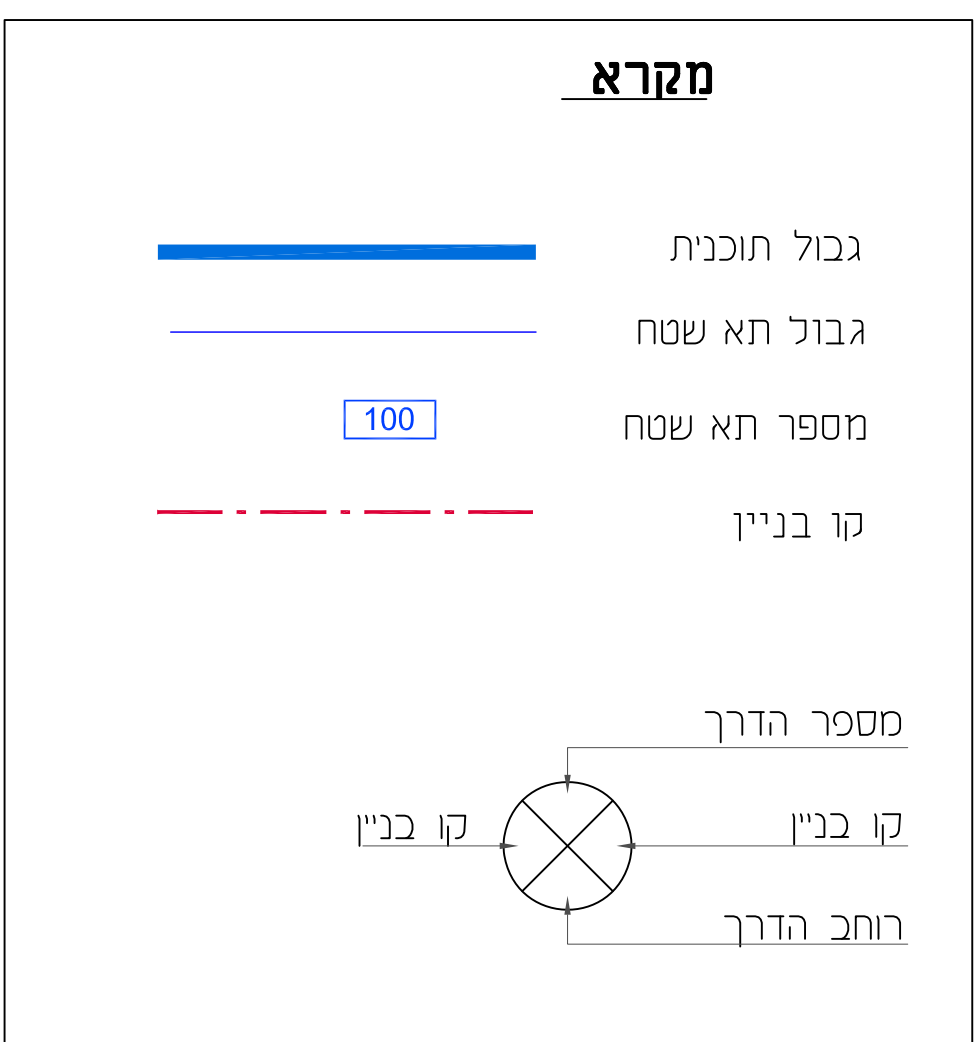 מקרא
גבול תוכנית
גבול תא שטח
מספר תא שטח
100
קו בניין
מספר הדרך
קו בניין
קו בניין
רוחב הדרך